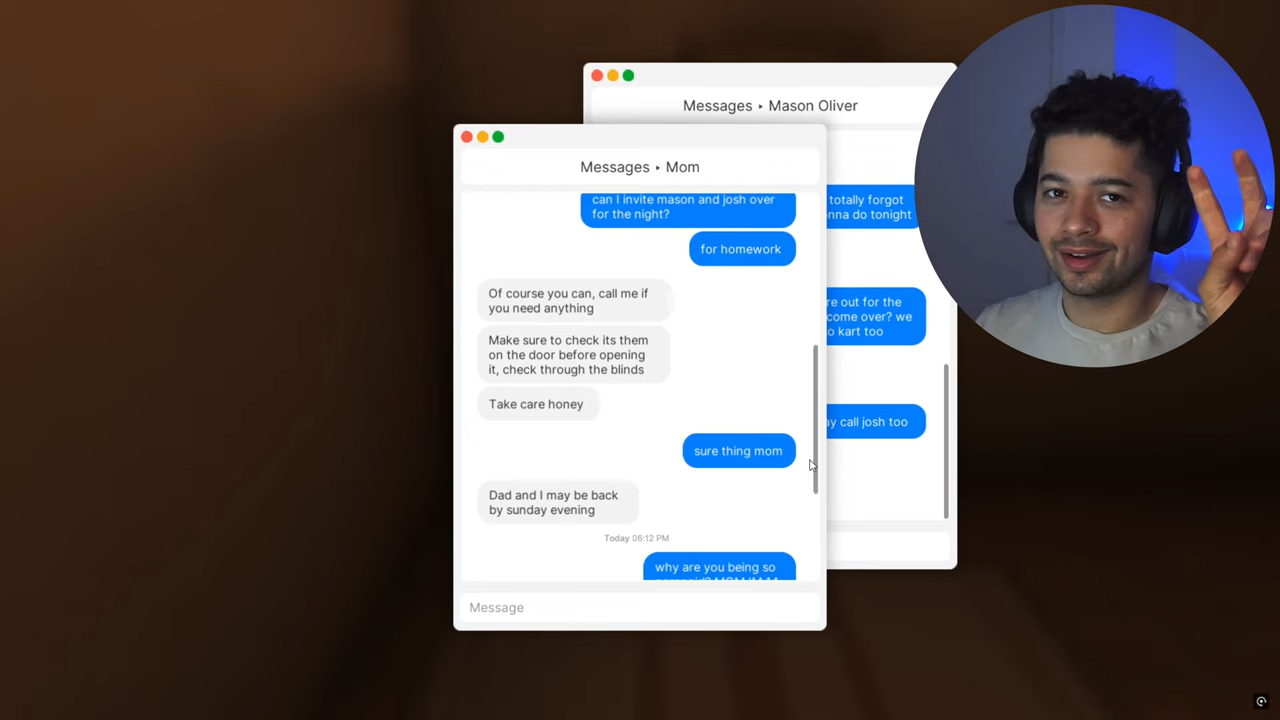 Messages ▸ Mason Oliver
Messages ▸ Mom
can I invite mason and josh over
for the night?
for homework
Of course you can, call me if
you need anything
Make sure to check its them
on the door before opening
it, check through the blinds
Take care honey
sure thing mom
Dad and I may be back
by sunday evening
Today 06:12 PM
why are you being so
Message
totally forgot
nna do tonight
re out for the
come over? we
o kart too
ay call josh too